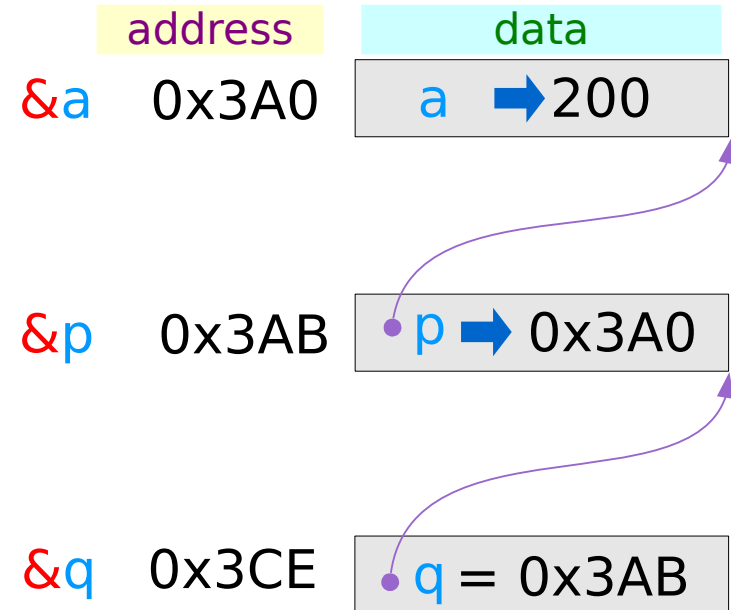 address data
&a 0x3A0 a 200
&p 0x3AB p 0x3A0
&q 0x3CE q = 0x3AB